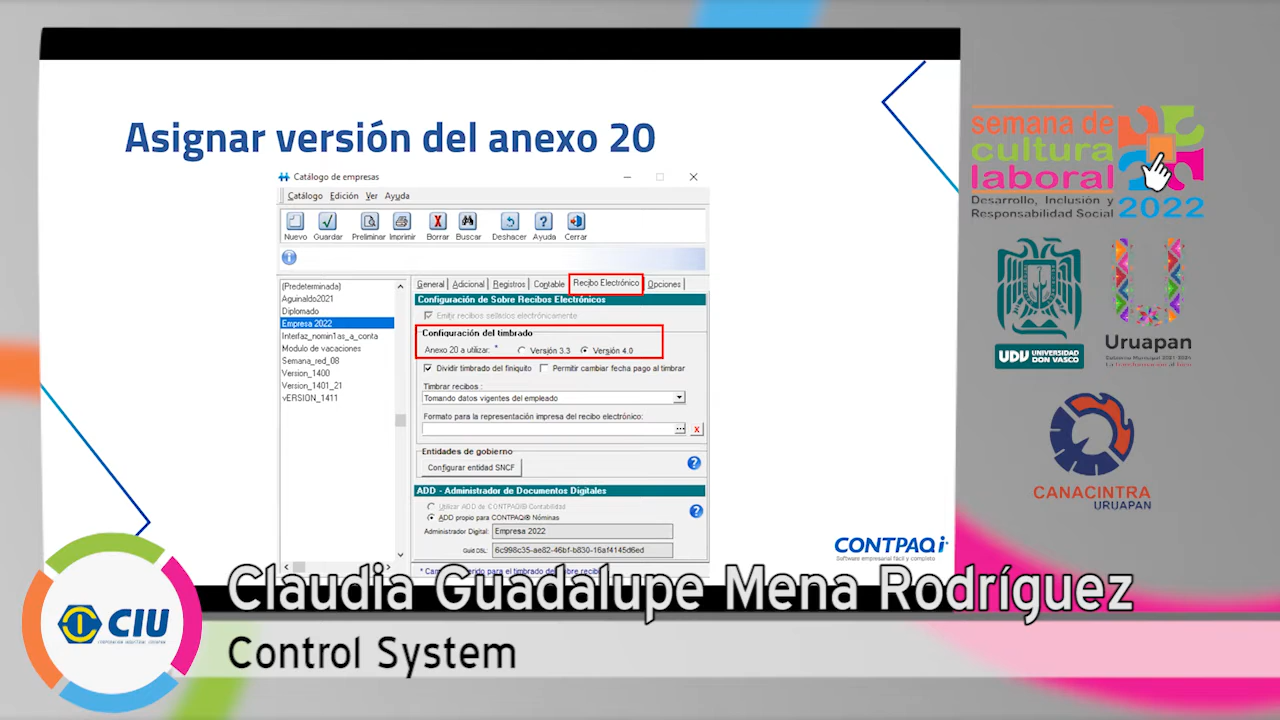 Asignar versión del anexo 20
Catálogo de empresas
Catálogo Edición Ver Ayuda
Nuevo Guardar Preliminar Imprimir Borrar Buscar Deshacer Ayuda Cerrar
(Predeterminada)
Aguinaldo2021
Diplomado
Empresa 2022
Interfaz_nomin1as_a_conta
Modulo de vacaciones
Semana_red_08
Version_1400
Version_1401_21
vERSION_1411
General Adicional Registros Contable Recibo Electrónico Opciones
Configuración de Sobre Recibos Electrónicos
Emitir recibos sellados electrónicamente
Configuración del timbrado
Anexo 20 a utilizar: * Versión 3.3 Versión 4.0
Dividir timbrado del finiquito Permitir cambiar fecha pago al timbrar
Timbrar recibos :
Tomando datos vigentes del empleado
Formato para la representación impresa del recibo electrónico:
... X
Entidades de gobierno
Configurar entidad SNCF
ADD - Administrador de Documentos Digitales
Utilizar ADD de CONTPAQi® Contabilidad
ADD propio para CONTPAQi® Nóminas
Administrador Digital: Empresa 2022
Guid DSL: 6c998c35-ae82-46bf-b830-16af4145d6ed
CONTPAQi
Software empresarial fácil y completo
semana de
cultura
laboral
Desarrollo, Inclusión y
Responsabilidad Social 2022
UDV UNIVERSIDAD
DON VASCO
Uruapan
Gobierno Municipal 2021-2024
CANACINTRA
URUAPAN
CIU
Claudia Guadalupe Mena Rodríguez
Control System